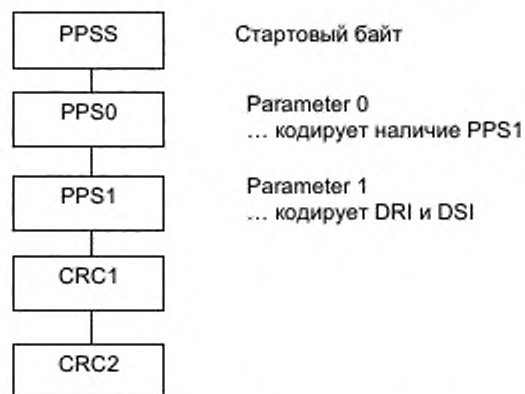 PPSS
Стартовый байт
PPS0
Parameter 0
... кодирует наличие PPS1
PPS1
Parameter 1
... кодирует DRI и DSI
CRC1
CRC2